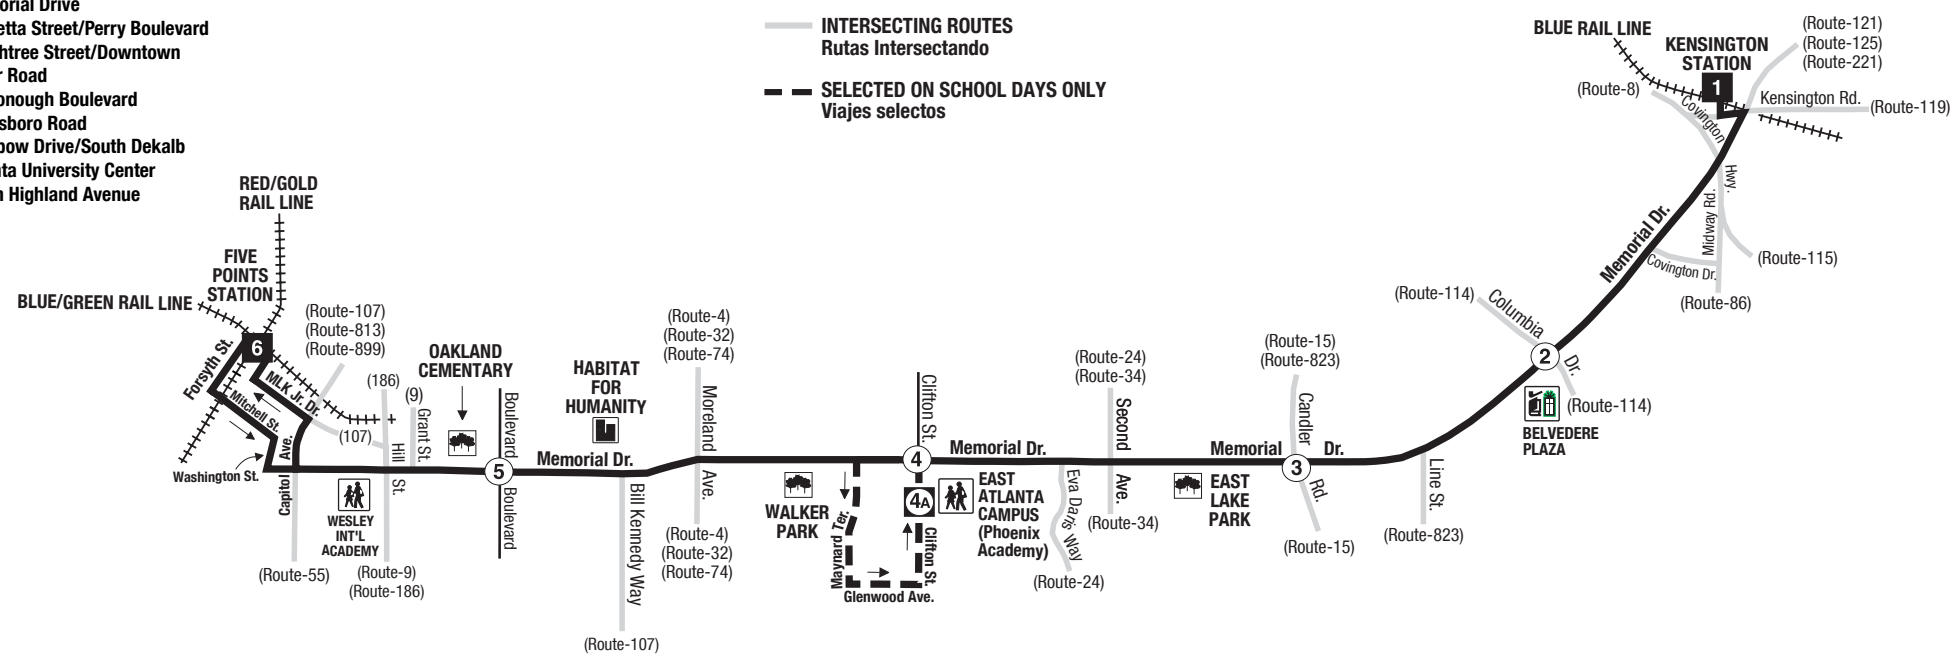 orial Drive
etta Street/Perry Boulevard
htree Street/Downtown
r Road
onough Boulevard
sboro Road
bow Drive/South Dekalb
nta University Center
h Highland Avenue
INTERSECTING ROUTES
Rutas Intersectando
SELECTED ON SCHOOL DAYS ONLY
Viajes selectos
BLUE RAIL LINE
KENSINGTON
STATION
1
(Route-121)
(Route-125)
(Route-221)
(Route-8)
Kensington Rd.
(Route-119)
Covington
Hwy.
Midway Rd.
Memorial Dr.
Covington Dr.
(Route-115)
(Route-86)
(Route-114)
Columbia
2
Dr.
(Route-114)
BELVEDERE
PLAZA
RED/GOLD
RAIL LINE
FIVE
POINTS
STATION
BLUE/GREEN RAIL LINE
6
Forsyth St.
MLK Jr. Dr.
Mitchell St.
Washington St.
Capitol
Ave.
(Route-107)
(Route-813)
(Route-899)
(107)
(186)
(9)
Grant St.
Hill
St.
(Route-55)
WESLEY
INT'L
ACADEMY
(Route-9)
(Route-186)
OAKLAND
CEMENTARY
Boulevard
5
Boulevard
HABITAT
FOR
HUMANITY
Memorial Dr.
Bill Kennedy Way
(Route-107)
(Route-4)
(Route-32)
(Route-74)
Moreland
Ave.
(Route-4)
(Route-32)
(Route-74)
WALKER
PARK
Maynard Ter.
Glenwood Ave.
Clifton St.
4
4A
Clifton St.
Memorial Dr.
EAST
ATLANTA
CAMPUS
(Phoenix
Academy)
Eva Daris Way
(Route-24)
(Route-24)
(Route-34)
Second
Ave.
(Route-34)
EAST
LAKE
PARK
Memorial
Dr.
(Route-15)
(Route-823)
Candler
3
Rd.
(Route-15)
Line St.
(Route-823)